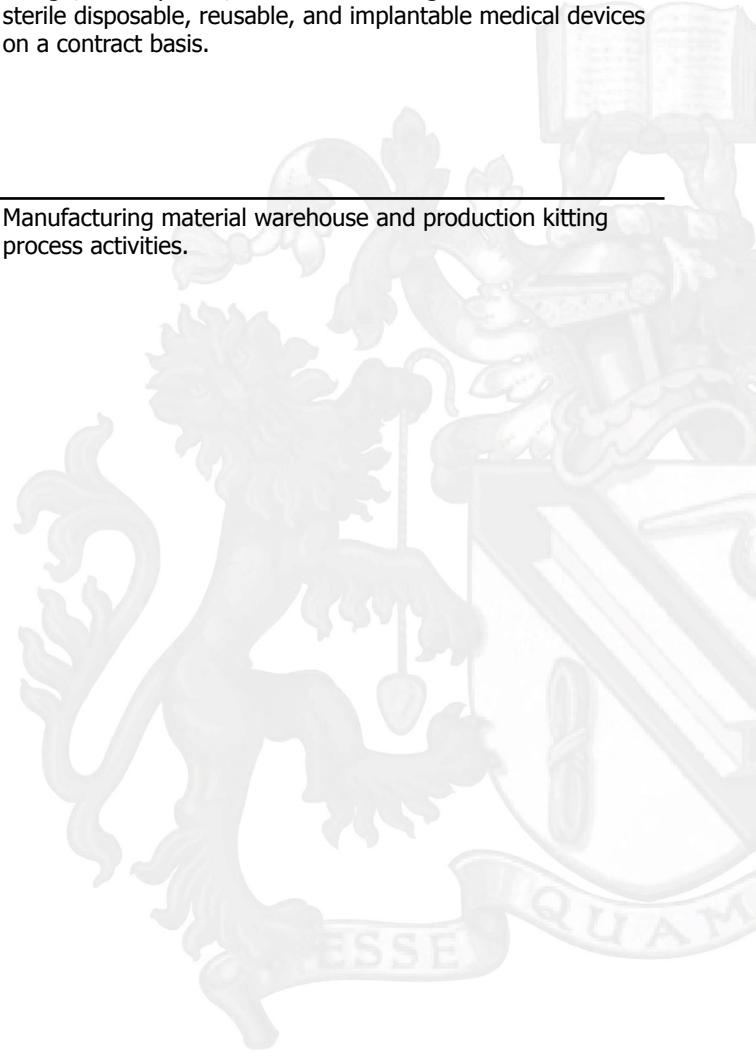 sterile disposable, reusable, and implantable medical devices
on a contract basis.
Manufacturing material warehouse and production kitting
process activities.
ESSE
QUAM